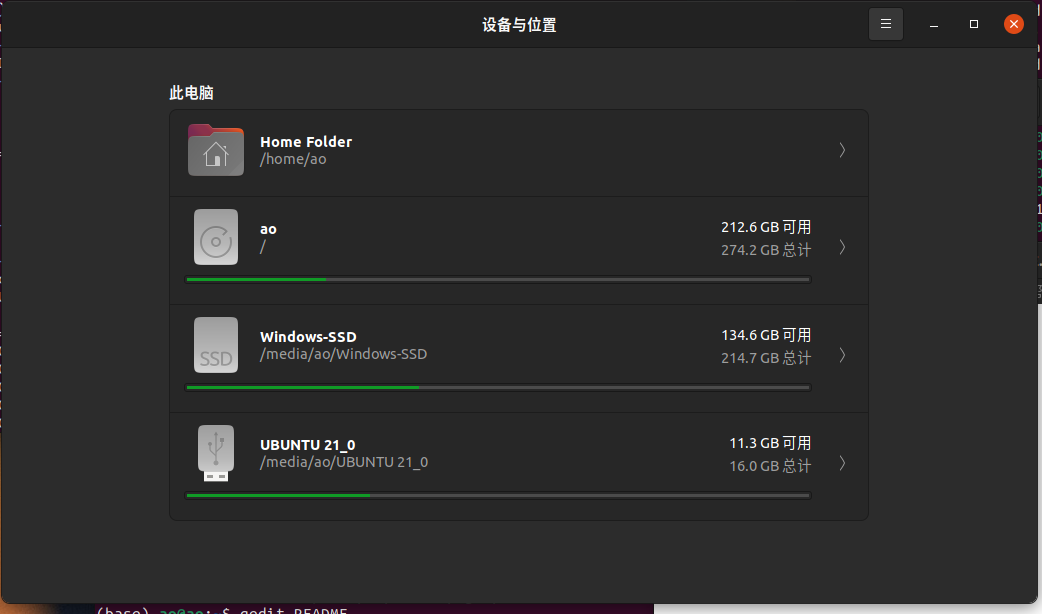 设备与位置
此电脑
Home Folder
/home/ao
ao
/
212.6 GB 可用
274.2 GB 总计
SSD
Windows-SSD
/media/ao/Windows-SSD
134.6 GB 可用
214.7 GB 总计
UBUNTU 21_0
/media/ao/UBUNTU 21_0
11.3 GB 可用
16.0 GB 总计
(base) ao@ao:~$ gedit README